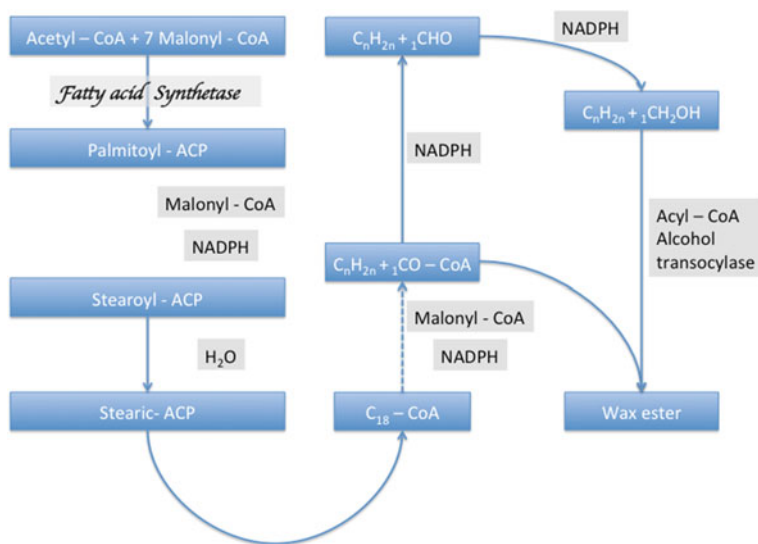 Acetyl – CoA + 7 Malonyl - CoA
Fatty acid Synthetase
Palmitoyl - ACP
Malonyl - CoA
NADPH
Stearoyl - ACP
H₂O
Stearic- ACP
CₙH₂ₙ + ₁CHO
NADPH
CₙH₂ₙ + ₁CO – CoA
Malonyl - CoA
NADPH
C₁₈ – CoA
NADPH
CₙH₂ₙ + ₁CH₂OH
Acyl – CoA
Alcohol
transocylase
Wax ester